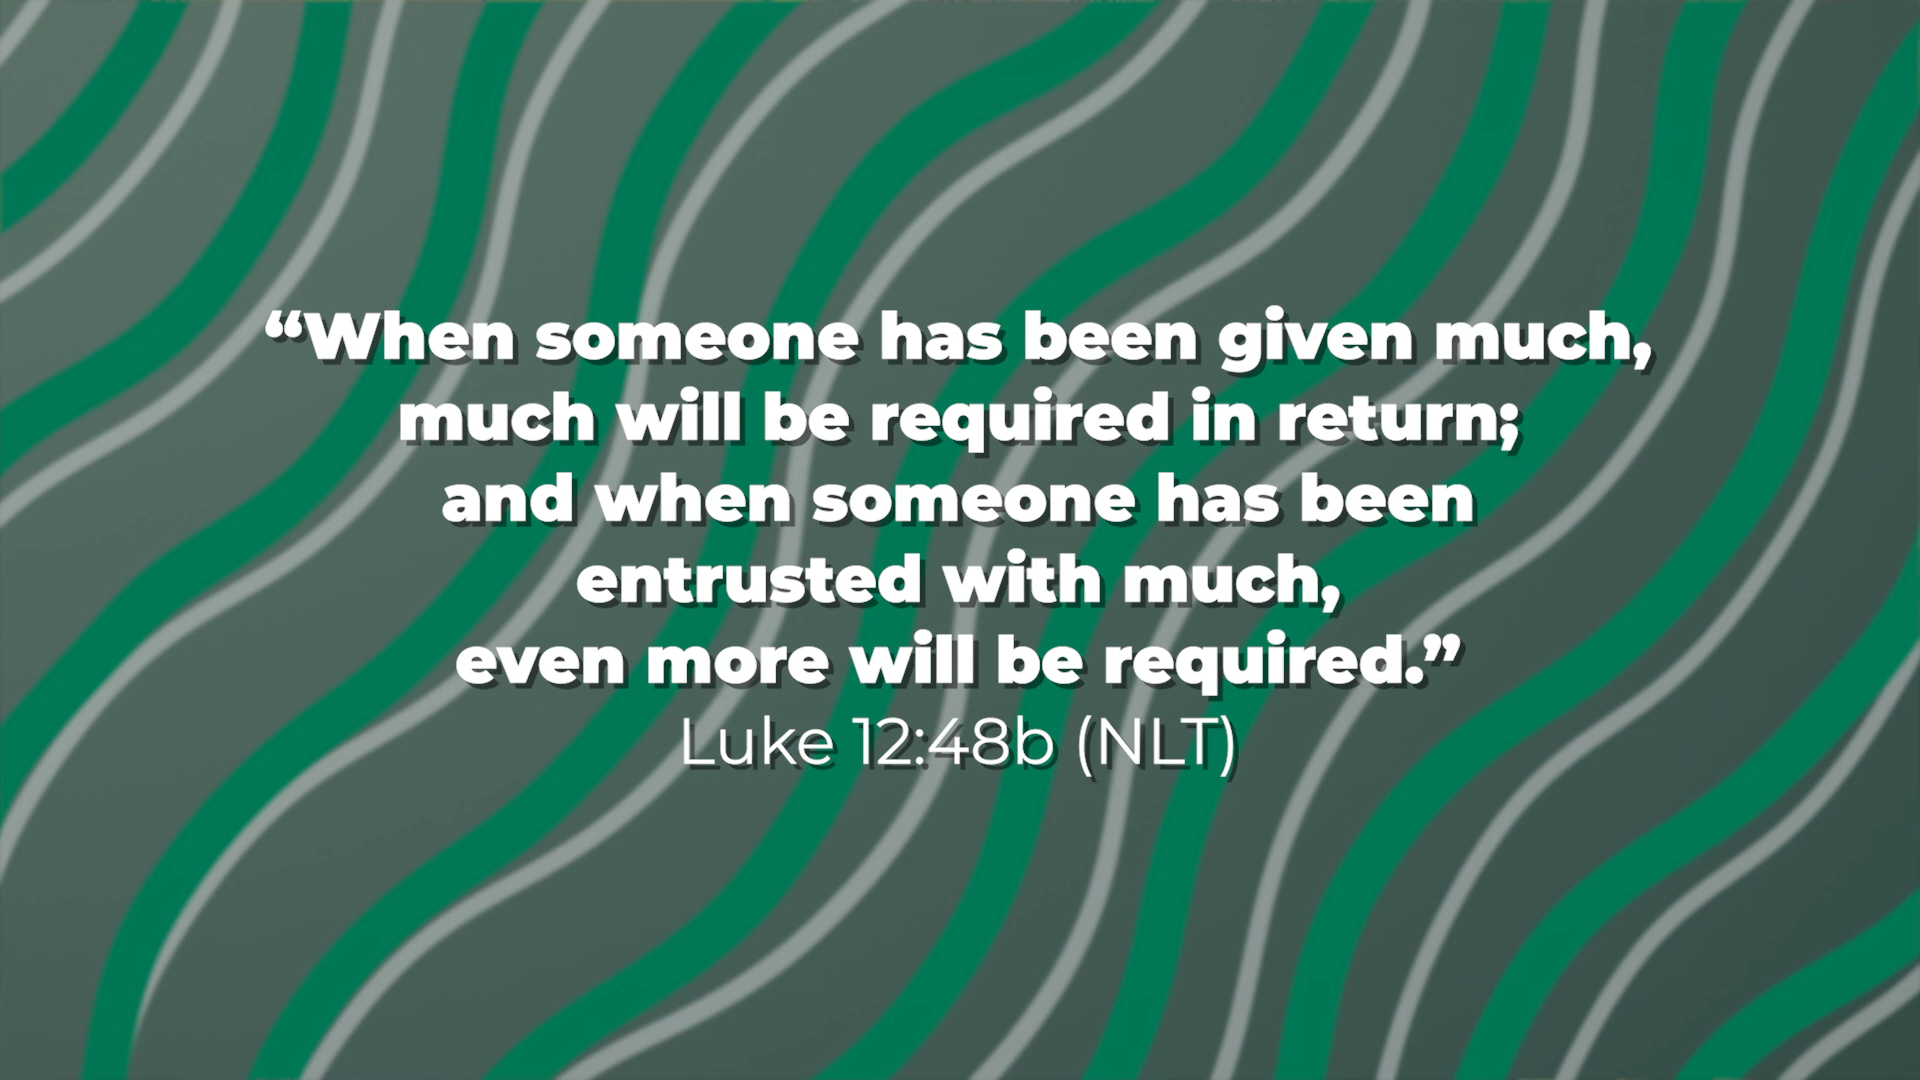 “When someone has been given much,
much will be required in return;
and when someone has been
entrusted with much,
even more will be required.”
Luke 12:48b (NLT)